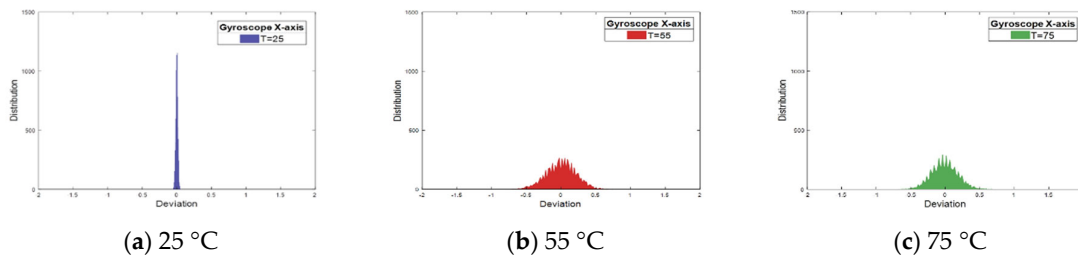 1500
1000
500
0
Distribution
Gyroscope X-axis
T=25
2 1.5 1 0.5 0 0.5 1 1.5 2
Deviation
(a) 25 °C
1500
1000
500
0
Distribution
Gyroscope X-axis
T=55
-2 -1.5 -1 -0.5 0 0.5 1 1.5 2
Deviation
(b) 55 °C
1500
1000
500
0
Distribution
Gyroscope X-axis
T=75
2 1.5 1 0.5 0 0.5 1 1.5
Deviation
(c) 75 °C